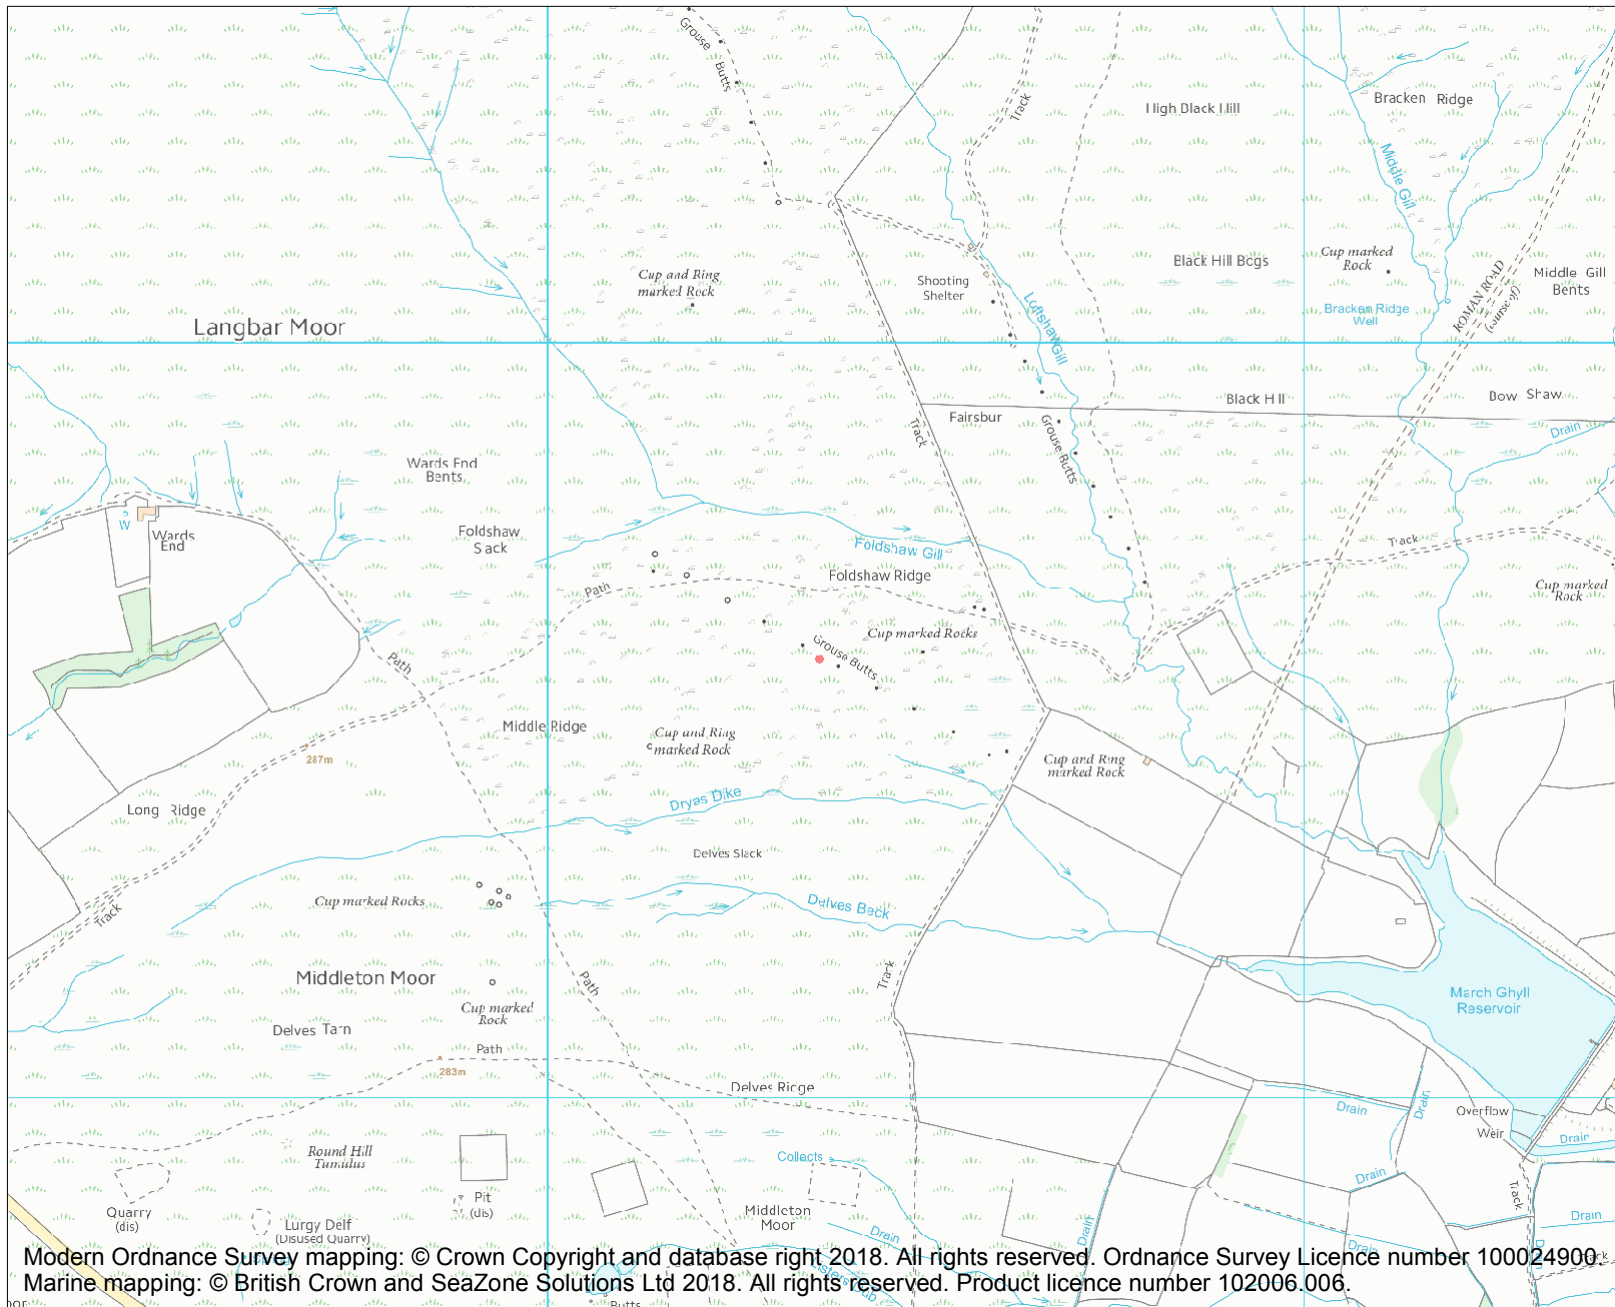 Grouse
Butts
Track
High Black Hill
Bracken Ridge
Middle Gill
Cup and Ring
marked Rock
Shooting
Shelter
Loftshaw Gill
Black Hill Bogs
Cup marked
Rock
Bracken Ridge
Well
ROMAN ROAD
(course of)
Middle Gill
Bents
Langbar Moor
Fairsbur
Track
Black Hill
Bow Shaw
Drain
Grouse Butts
Wards End
Bents
W
Wards
End
Foldshaw
Slack
Foldshaw Gill
Track
Foldshaw Ridge
Path
Cup marked
Rock
Cup marked Rocks
Grouse Butts
Path
Middle Ridge
Cup and Ring
marked Rock
287m
Cup and Ring
marked Rock
Long Ridge
Dryas Dike
Delves Slack
Cup marked Rocks
Delves Beck
Track
Middleton Moor
Path
Track
March Ghyll
Reservoir
Cup marked
Rock
Delves Tarn
Path
283m
Delves Ridge
Drain
Drain
Overflow
Weir
Drain
Round Hill
Tumulus
Collects
Drain
Track
Pit
(dis)
Quarry
(dis)
Middleton
Moor
Lurgy Delf
(Disused Quarry)
Drain
Drain
Drain
Drain
Drain
Modern Ordnance Survey mapping: © Crown Copyright and database right 2018. All rights reserved. Ordnance Survey Licence number 100024900.
Marine mapping: © British Crown and SeaZone Solutions Ltd 2018. All rights reserved. Product licence number 102006.006.
Butts